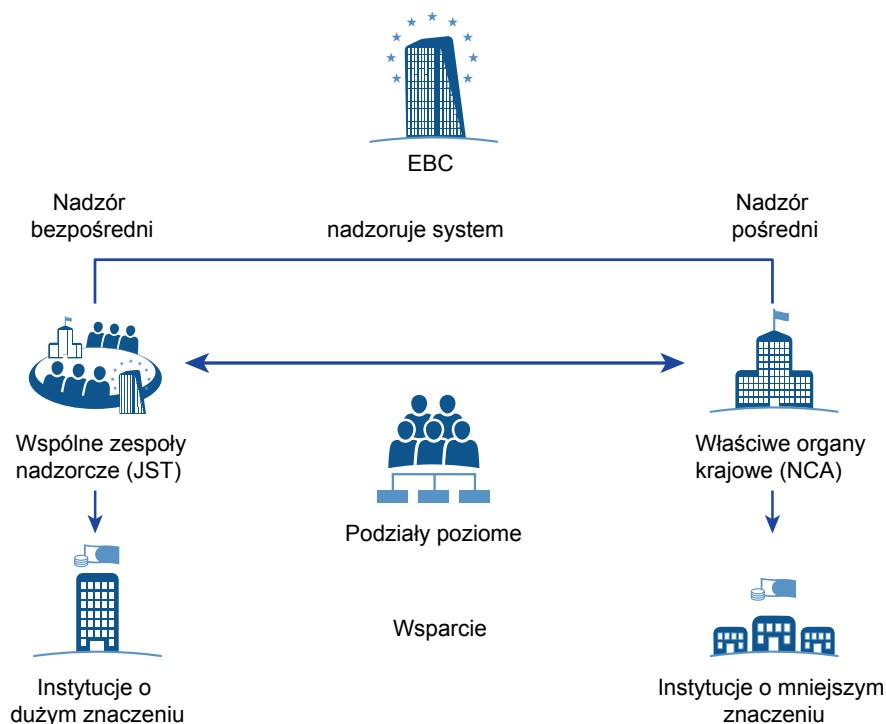 EBC
Nadzór
bezpośredni
nadzoruje system
Nadzór
pośredni
Wspólne zespoły
nadzorcze (JST)
Właściwe organy
krajowe (NCA)
Podziały poziome
Wsparcie
Instytucje o
dużym znaczeniu
Instytucje o mniejszym
znaczeniu